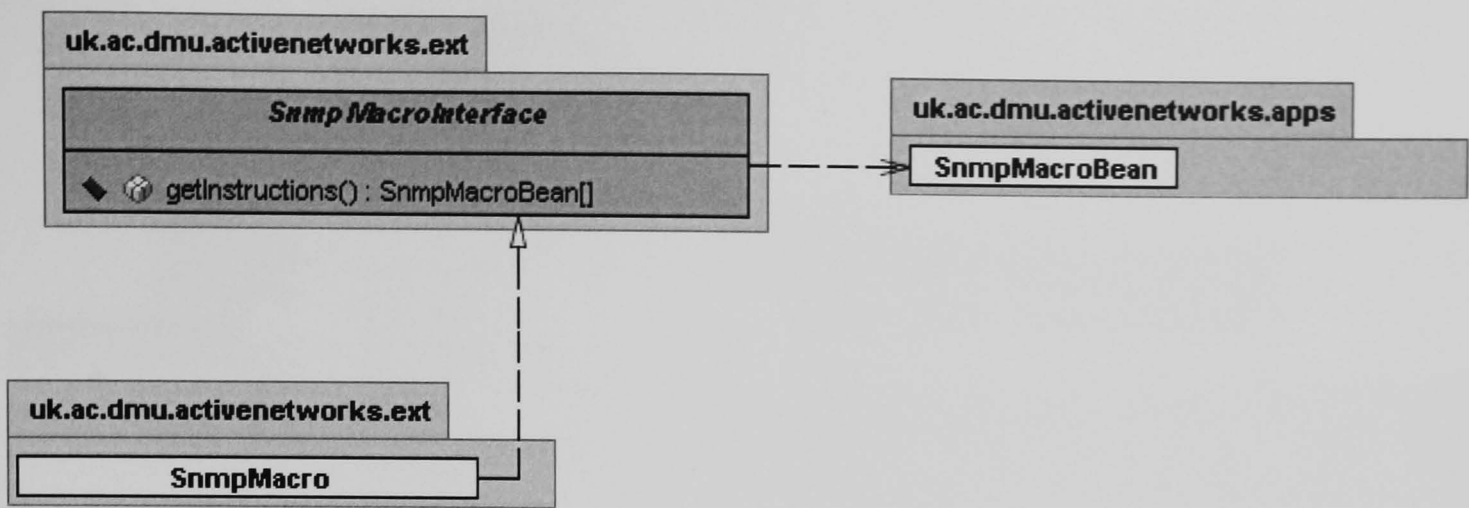 uk.ac.dmu.activenetworks.ext
SnmpMacroInterface
getInstructions() : SnmpMacroBean[]
uk.ac.dmu.activenetworks.apps
SnmpMacroBean
uk.ac.dmu.activenetworks.ext
SnmpMacro